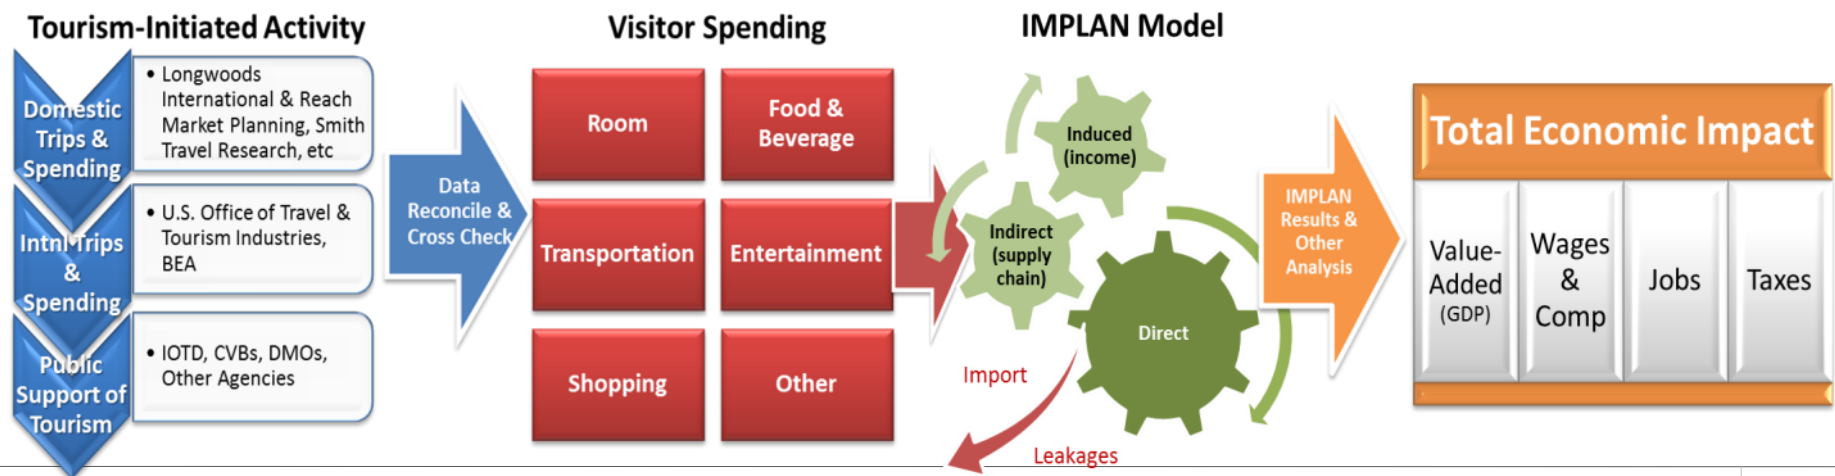 Tourism-Initiated Activity
Domestic
Trips &
Spending
• Longwoods
International & Reach
Market Planning, Smith
Travel Research, etc
Intnl Trips
&
Spending
• U.S. Office of Travel &
Tourism Industries,
BEA
Public
Support of
Tourism
• IOTD, CVBs, DMOs,
Other Agencies
Data
Reconcile &
Cross Check
Visitor Spending
Room
Food &
Beverage
Transportation
Entertainment
Shopping
Other
IMPLAN Model
Induced
(income)
Indirect
(supply
chain)
Direct
Import
Leakages
IMPLAN
Results &
Other
Analysis
Total Economic Impact
Value-
Added
(GDP)
Wages
&
Comp
Jobs
Taxes